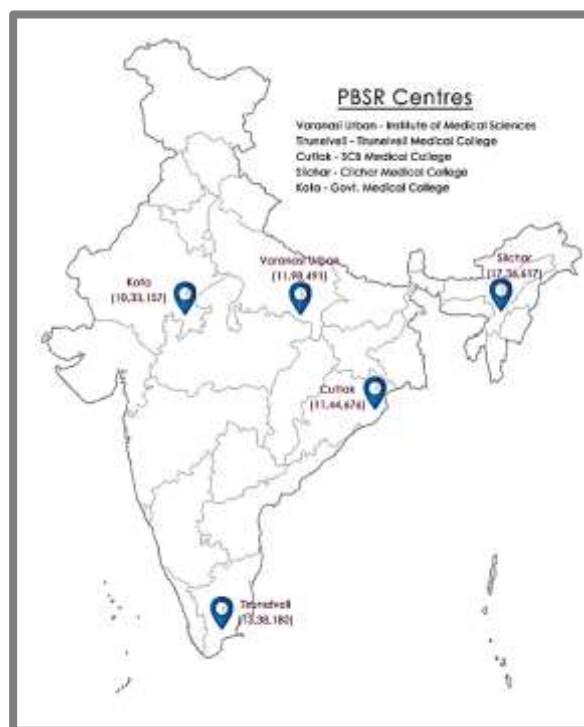 PBSR Centres
Varanasi Urban - Institute of Medical Sciences
Tirunelveli - Tirunelveli Medical College
Cuttak - SCB Medical College
Silchar - Cilchar Medical College
Kota - Govt. Medical College
Varanasi Urban
(11,98,491)
Silchar
(17,36,617)
Kota
(10,33,157)
Cuttak
(11,44,676)
Tirunelveli
(13,38,180)